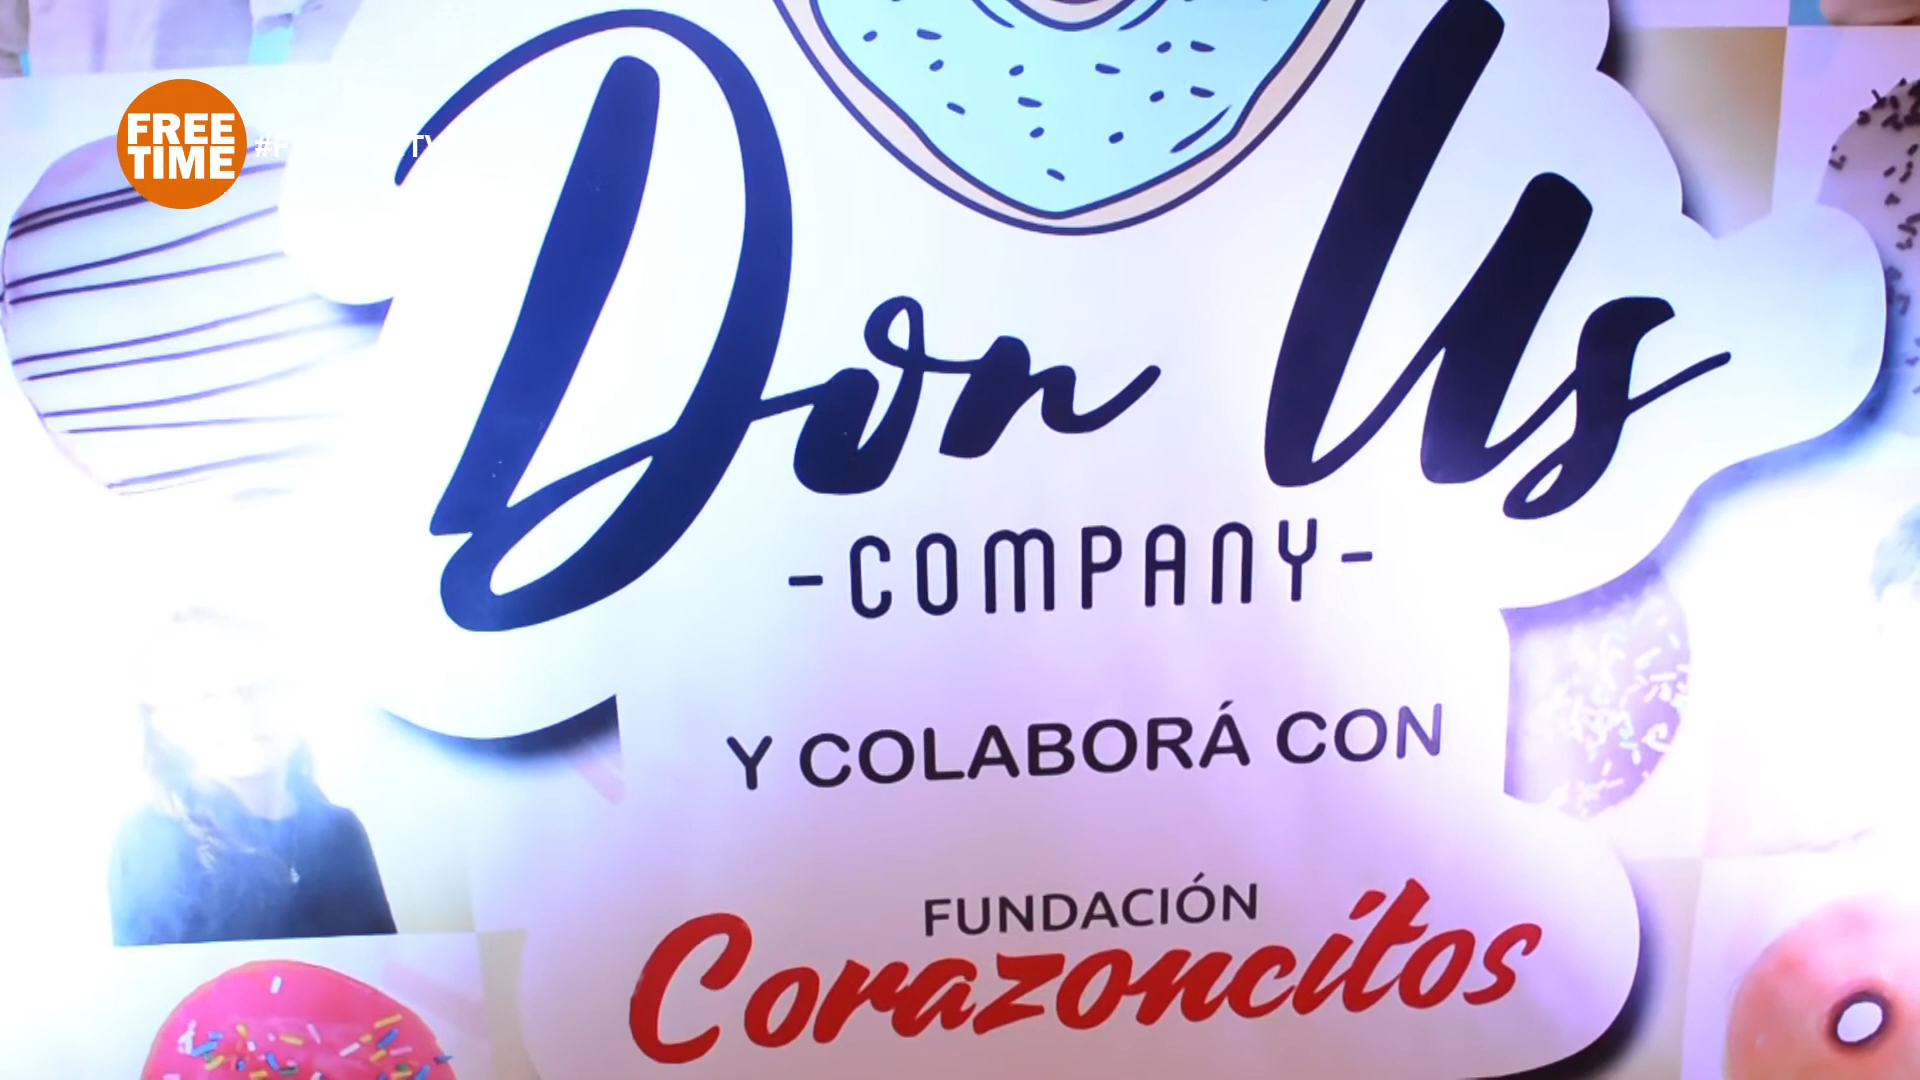 FREE
TIME
Don Us
-COMPANY-
Y COLABORÁ CON
FUNDACIÓN
Corazoncitos